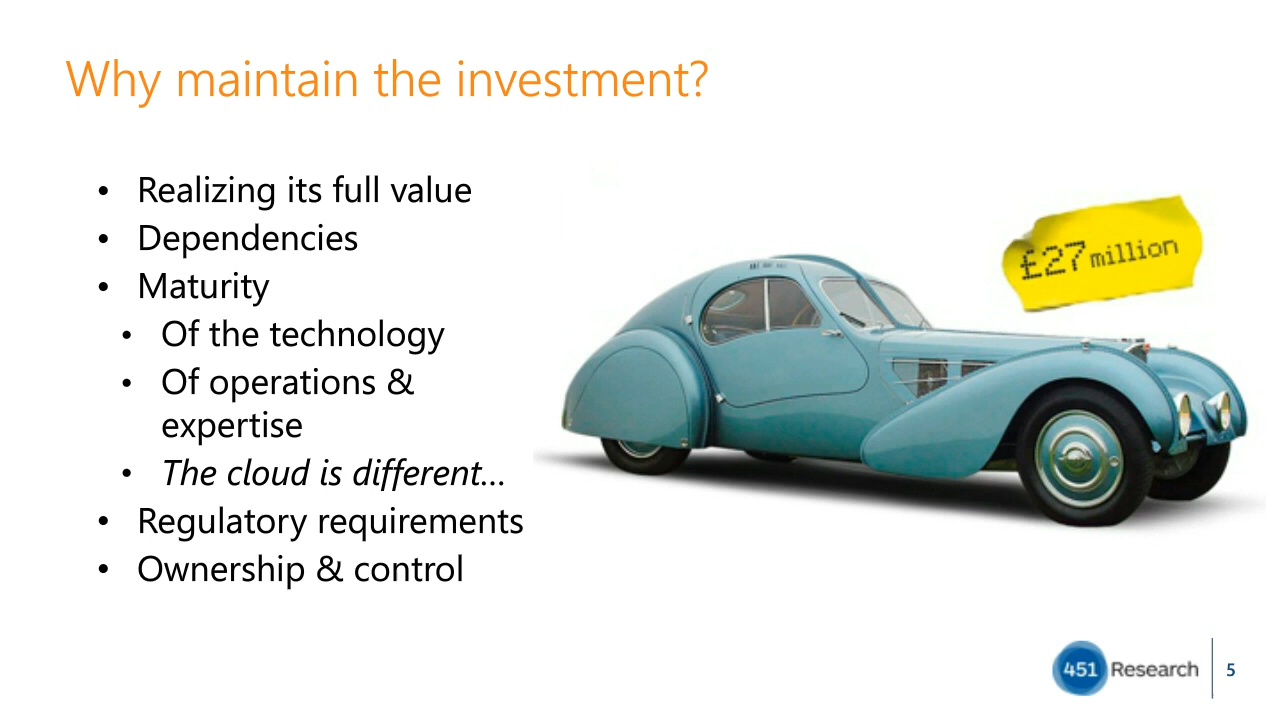 Why maintain the investment?
• Realizing its full value
• Dependencies
• Maturity
• Of the technology
• Of operations &
expertise
• The cloud is different...
• Regulatory requirements
• Ownership & control
£27 million
451 Research
5